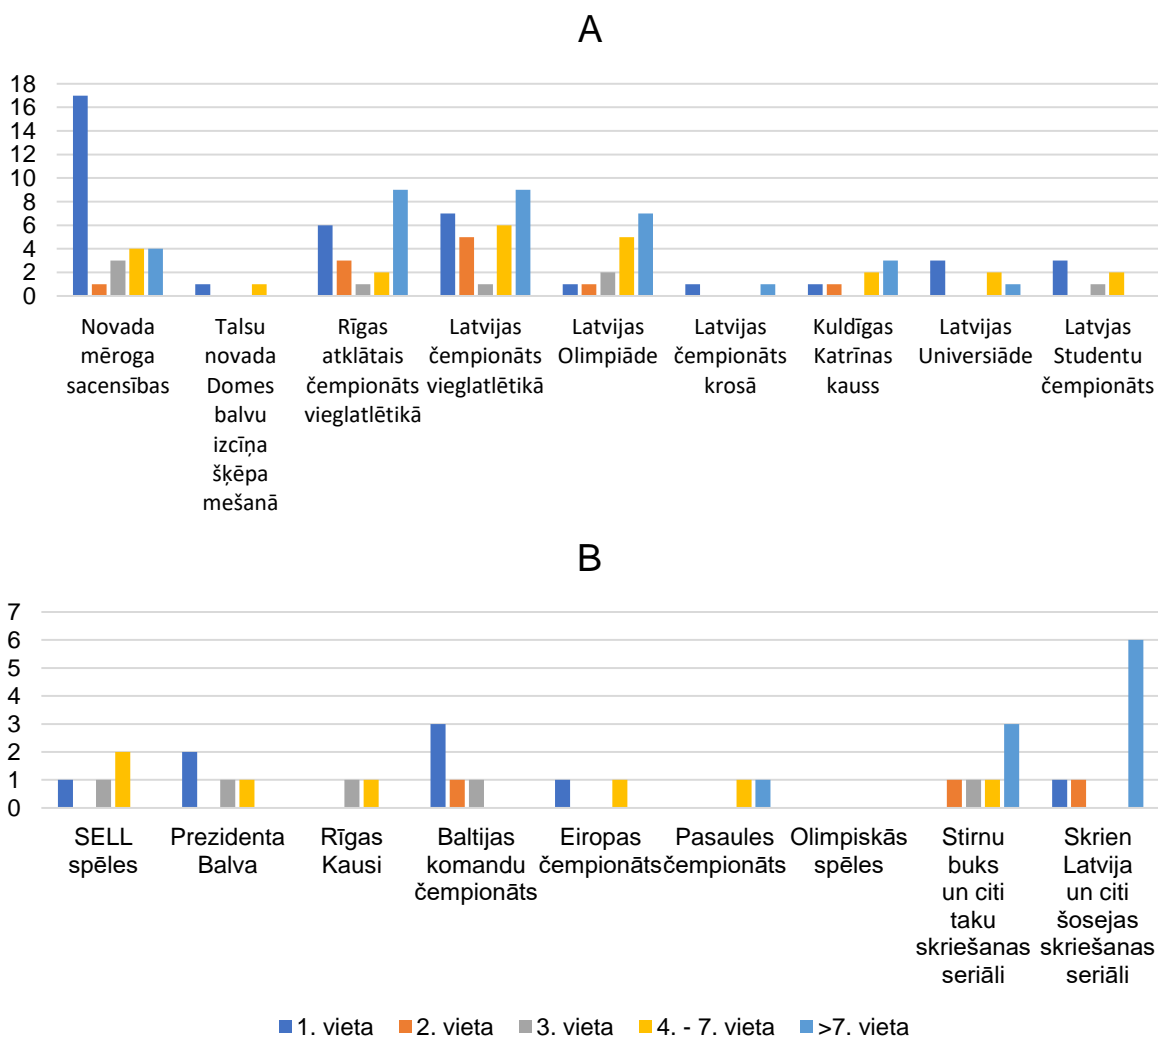 A
18
16
14
12
10
8
6
4
2
0
Novada mēroga sacensības
Talsu novada Domes balvu izcīņa šķēpa mešanā
Rīgas atklātais čempionāts vieglatlētikā
Latvijas čempionāts vieglatlētikā
Latvijas Olimpiāde
Latvijas čempionāts krosā
Kuldīgas Katrīnas kauss
Latvijas Universiāde
Latvjas Studentu čempionāts
B
7
6
5
4
3
2
1
0
SELL spēles
Prezidenta Balva
Rīgas Kausi
Baltijas komandu čempionāts
Eiropas čempionāts
Pasaules čempionāts
Olimpiskās spēles
Stirnu buks un citi taku skriešanas seriāli
Skrien Latvija un citi šosejas skriešanas seriāli
1. vieta 2. vieta 3. vieta 4. - 7. vieta >7. vieta